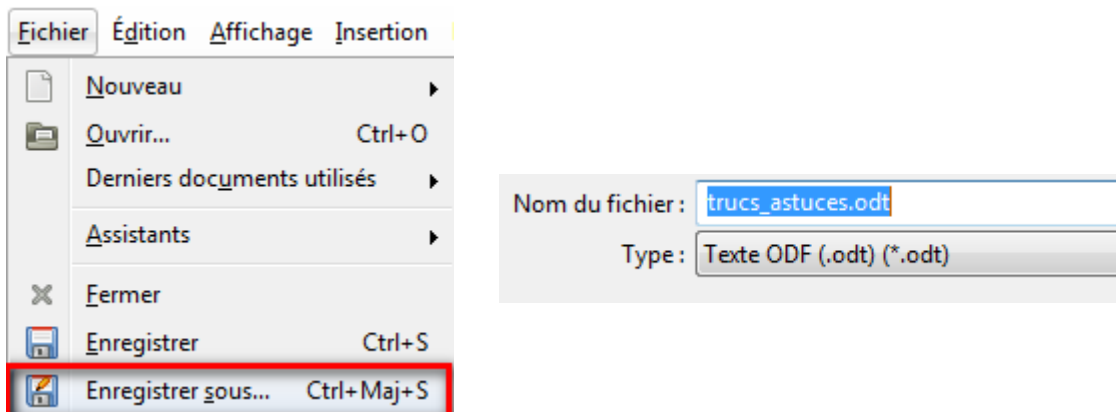 Fichier Édition Affichage Insertion
Nouveau
Ouvrir... Ctrl+O
Derniers documents utilisés
Assistants
Fermer
Enregistrer Ctrl+S
Enregistrer sous... Ctrl+Maj+S
Nom du fichier : trucs_astuces.odt
Type : Texte ODF (.odt) (*.odt)